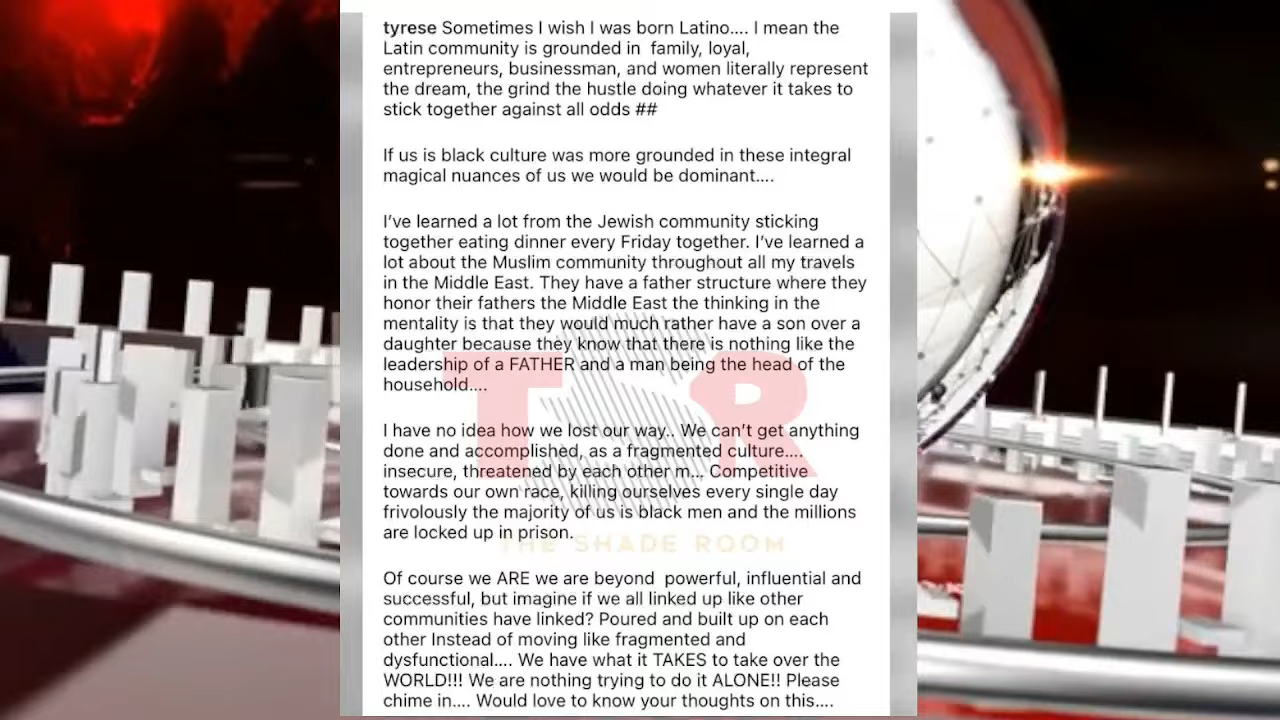 tyrese Sometimes I wish I was born Latino.... I mean the
Latin community is grounded in family, loyal,
entrepreneurs, businessman, and women literally represent
the dream, the grind the hustle doing whatever it takes to
stick together against all odds ##
If us is black culture was more grounded in these integral
magical nuances of us we would be dominant....
I’ve learned a lot from the Jewish community sticking
together eating dinner every Friday together. I’ve learned a
lot about the Muslim community throughout all my travels
in the Middle East. They have a father structure where they
honor their fathers the Middle East the thinking in the
mentality is that they would much rather have a son over a
daughter because they know that there is nothing like the
leadership of a FATHER and a man being the head of the
household....
I have no idea how we lost our way.. We can’t get anything
done and accomplished, as a fragmented culture....
insecure, threatened by each other m... Competitive
towards our own race, killing ourselves every single day
frivolously the majority of us is black men and the millions
are locked up in prison.
Of course we ARE we are beyond powerful, influential and
successful, but imagine if we all linked up like other
communities have linked? Poured and built up on each
other Instead of moving like fragmented and
dysfunctional.... We have what it TAKES to take over the
WORLD!!! We are nothing trying to do it ALONE!! Please
chime in.... Would love to know your thoughts on this....
TSR
THE SHADE ROOM